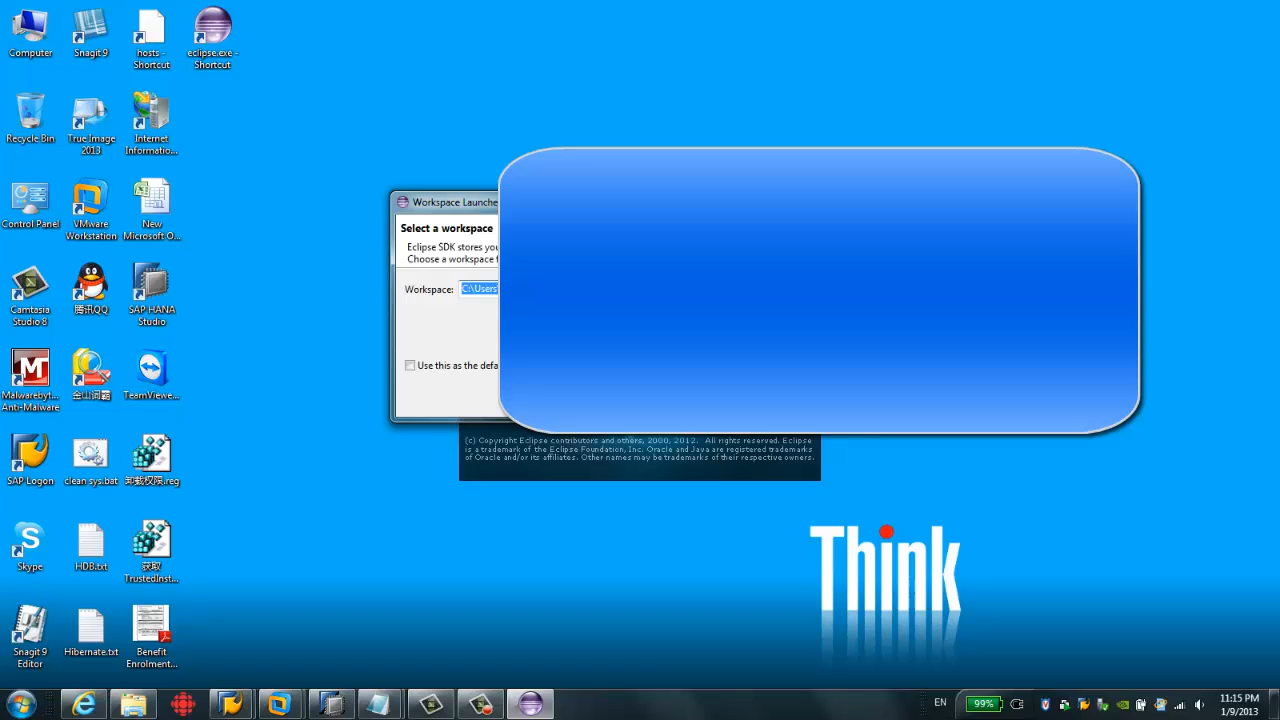 Computer
Snagit 9
hosts -
Shortcut
eclipse.exe -
Shortcut
Recycle Bin
True Image
2013
Internet
Informatio...
Control Panel
VMware
Workstation
New
Microsoft O...
Camtasia
Studio 8
腾讯QQ
SAP HANA
Studio
Malwarebyt...
Anti-Malware
金山词霸
TeamViewe...
SAP Logon
clean sys.bat
卸载权限.reg
Skype
HDB.txt
获取
TrustedInst...
Snagit 9
Editor
Hibernate.txt
Benefit
Enrolment...
Workspace Launche
Select a workspace
Eclipse SDK stores you
Choose a workspace f
Workspace:
C:\Users
Use this as the defa
(c) Copyright Eclipse contributors and others, 2000, 2012. All rights reserved. Eclipse
is a trademark of the Eclipse Foundation, Inc. Oracle and Java are registered trademarks
of Oracle and/or its affiliates. Other names may be trademarks of their respective owners.
Think
EN
99%
11:15 PM
1/9/2013